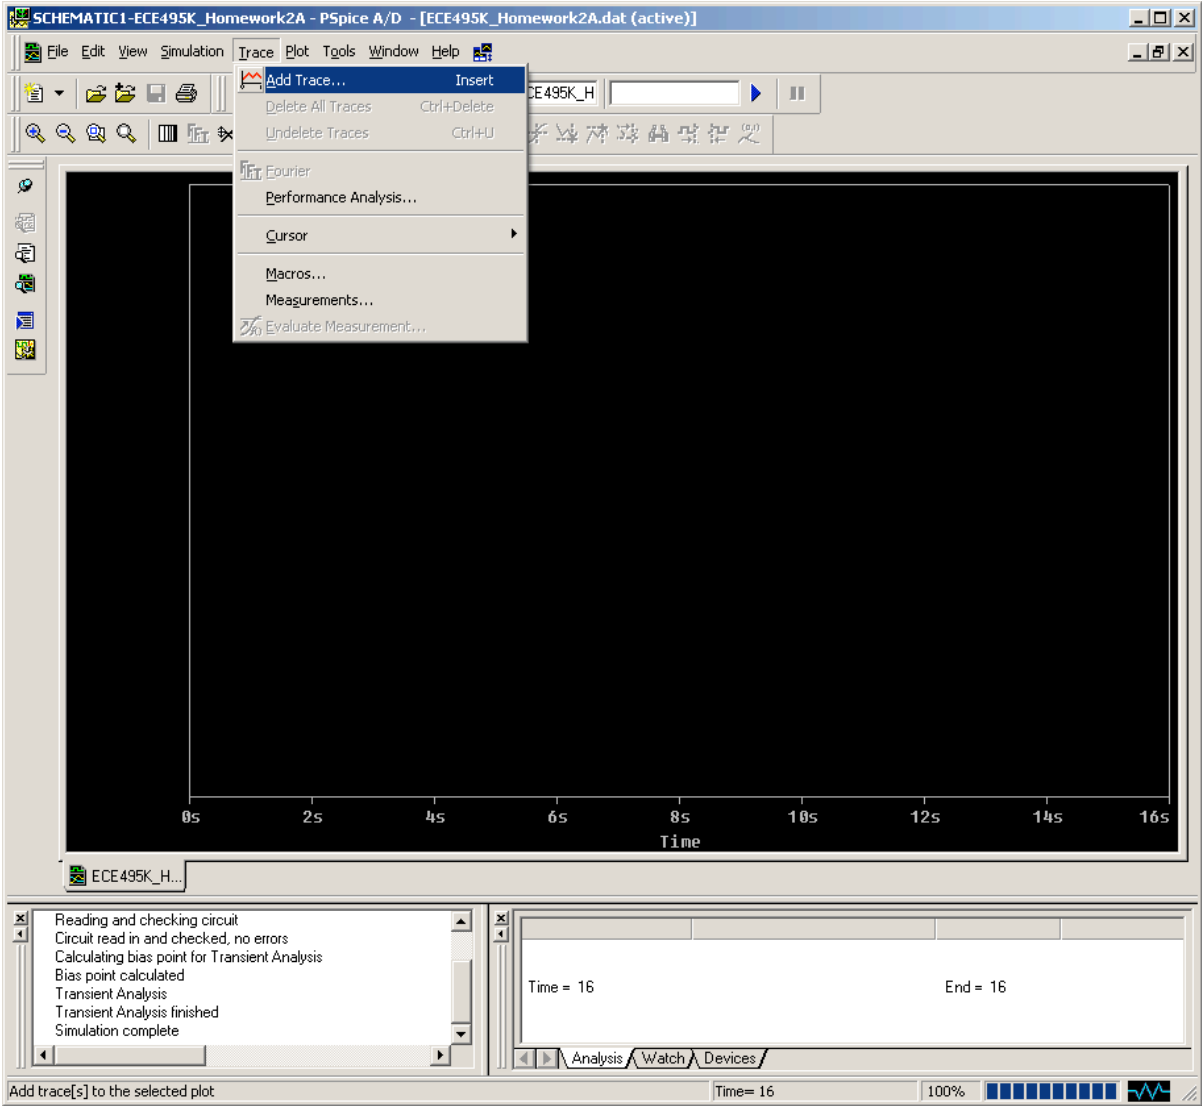 SCHEMATIC1-ECE495K_Homework2A - PSpice A/D - [ECE495K_Homework2A.dat (active)]
File Edit View Simulation Trace Plot Tools Window Help
Add Trace... Insert
CE495K_H
Delete All Traces Ctrl+Delete
Undelete Traces Ctrl+U
FFT
FFT Fourier
Performance Analysis...
Cursor
Macros...
Measurements...
Evaluate Measurement...
0s 2s 4s 6s 8s 10s 12s 14s 16s
Time
ECE495K_H...
Reading and checking circuit
Circuit read in and checked, no errors
Calculating bias point for Transient Analysis
Bias point calculated
Transient Analysis
Transient Analysis finished
Simulation complete
Time = 16 End = 16
Analysis Watch Devices
Add trace[s] to the selected plot Time= 16 100%